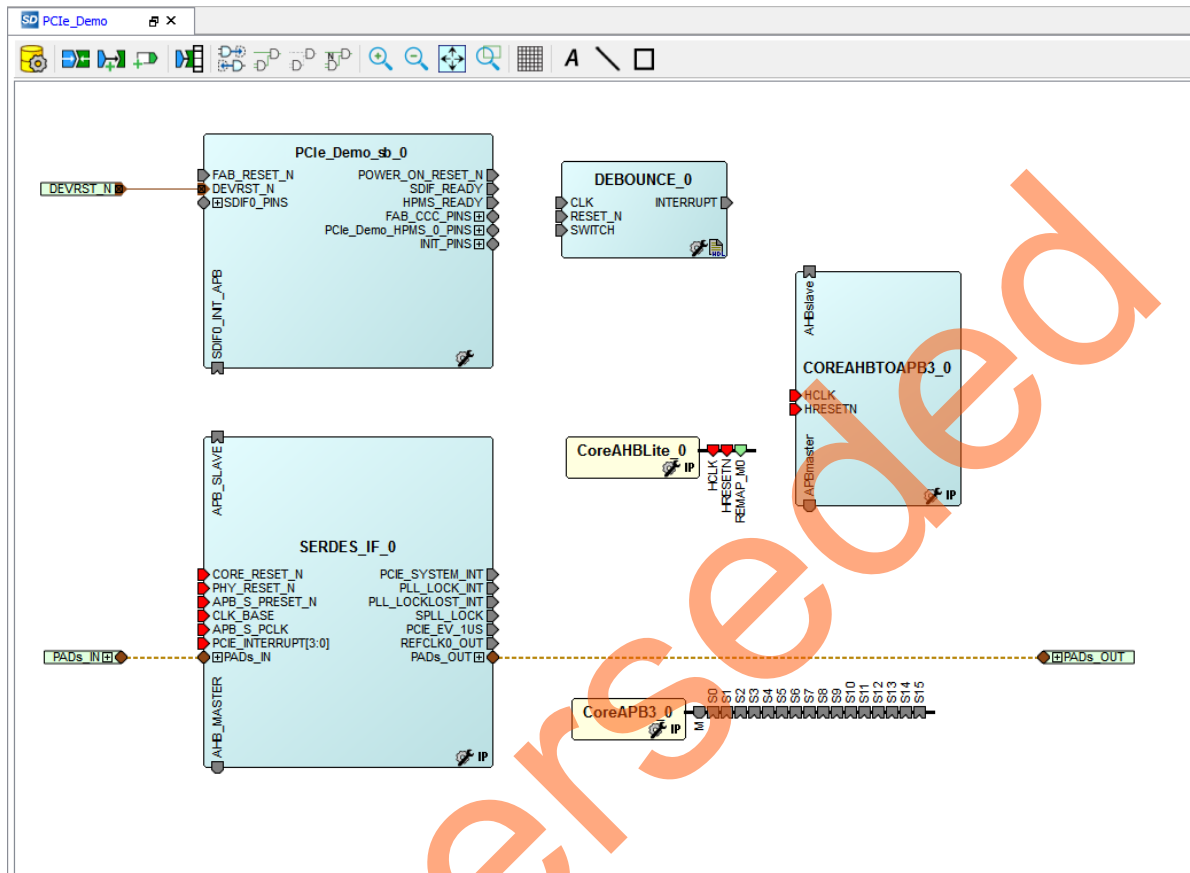 SD PCIe_Demo
A
PCIe_Demo_sb_0
FAB_RESET_N
DEVRST_N
SDIF0_PINS
POWER_ON_RESET_N
SDIF_READY
HPMS_READY
FAB_CCC_PINS
PCIe_Demo_HPMS_0_PINS
INIT_PINS
SDIF0_INT_APB
DEVRST_N
DEBOUNCE_0
CLK
RESET_N
SWITCH
INTERRUPT
HDL
AHBslave
COREAHBTOAPB3_0
HCLK
HRESETN
APBmaster
IP
CoreAHBLite_0
IP
HCLK
HRESETN
REMAP_M0
APB_SLAVE
SERDES_IF_0
CORE_RESET_N
PHY_RESET_N
APB_S_PRESET_N
CLK_BASE
APB_S_PCLK
PCIE_INTERRUPT[3:0]
PADs_IN
PCIE_SYSTEM_INT
PLL_LOCK_INT
PLL_LOCKLOST_INT
SPLL_LOCK
PCIE_EV_1US
REFCLK0_OUT
PADs_OUT
AHB_MASTER
IP
PADs_IN
PADs_OUT
CoreAPB3_0
IP
M
S0
S1
S2
S3
S4
S5
S6
S7
S8
S9
S10
S11
S12
S13
S14
S15
erseded